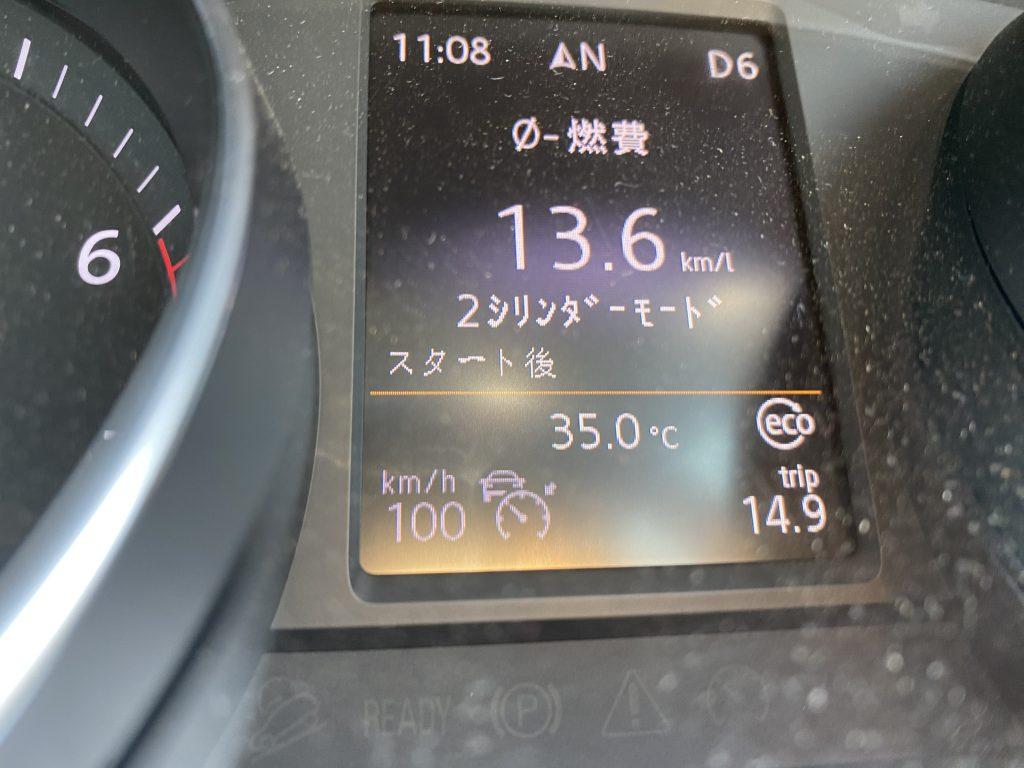 11:08 N D6
Ø-燃費
13.6 km/l
2シリンダーモード
スタート後
35.0 °C eco
km/h trip
100 14.9
6
READY P